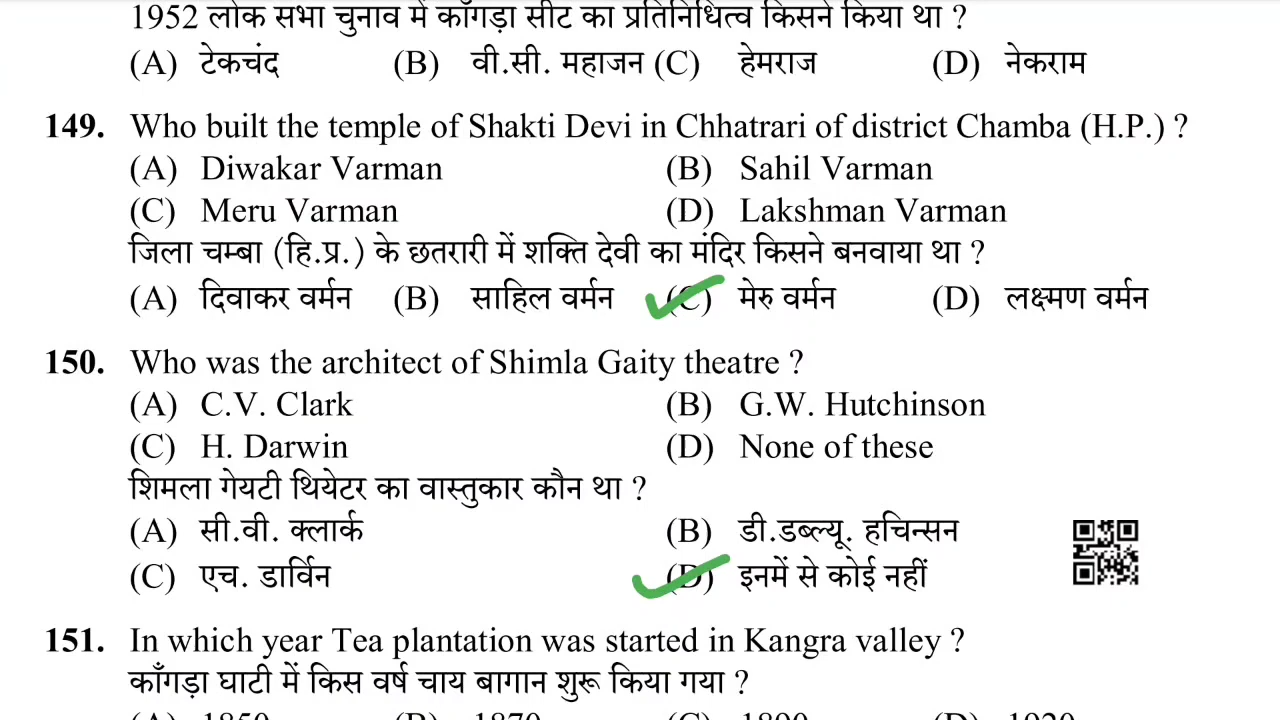 1952 लोक सभा चुनाव में काँगड़ा सीट का प्रतिनिधित्व किसने किया था ?
(A) टेकचंद (B) वी.सी. महाजन (C) हेमराज (D) नेकराम
149. Who built the temple of Shakti Devi in Chhatrari of district Chamba (H.P.) ?
(A) Diwakar Varman (B) Sahil Varman
(C) Meru Varman (D) Lakshman Varman
जिला चम्बा (हि.प्र.) के छतरारी में शक्ति देवी का मंदिर किसने बनवाया था ?
(A) दिवाकर वर्मन (B) साहिल वर्मन (C) मेरु वर्मन (D) लक्ष्मण वर्मन
150. Who was the architect of Shimla Gaity theatre ?
(A) C.V. Clark (B) G.W. Hutchinson
(C) H. Darwin (D) None of these
शिमला गेयटी थियेटर का वास्तुकार कौन था ?
(A) सी.वी. क्लार्क (B) डी.डब्ल्यू. हचिन्सन
(C) एच. डार्विन (D) इनमें से कोई नहीं
151. In which year Tea plantation was started in Kangra valley ?
काँगड़ा घाटी में किस वर्ष चाय बागान शुरू किया गया ?
(A) 1850 (B) 1870 (C) 1890 (D) 1920